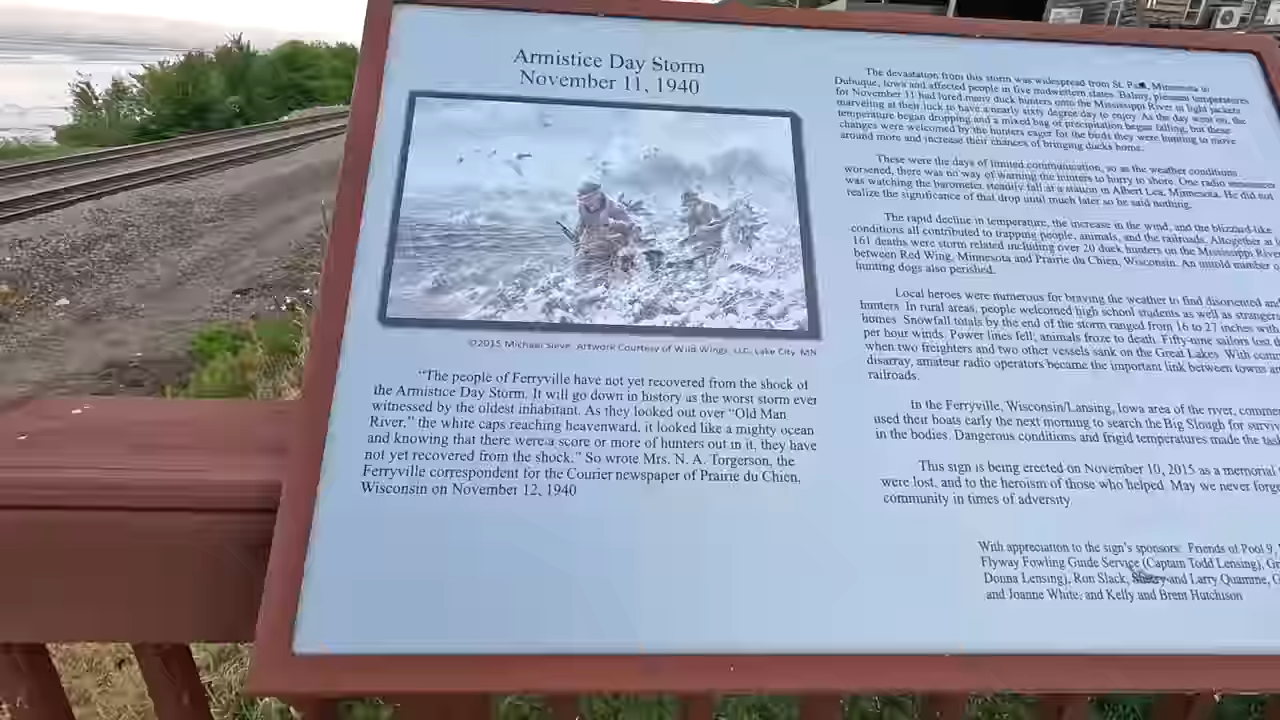 Armistice Day Storm
November 11, 1940
©2015 Michael Sieve. Artwork Courtesy of Wild Wings, LLC, Lake City, MN
"The people of Ferryville have not yet recovered from the shock of
the Armistice Day Storm. It will go down in history as the worst storm ever
witnessed by the oldest inhabitant. As they looked out over "Old Man
River," the white caps reaching heavenward, it looked like a mighty ocean
and knowing that there were a score or more of hunters out in it, they have
not yet recovered from the shock." So wrote Mrs. N. A. Torgerson, the
Ferryville correspondent for the Courier newspaper of Prairie du Chien,
Wisconsin on November 12, 1940
The devastation from this storm was widespread from St. Paul, Minnesota to
Dubuque, Iowa and affected people in five midwestern states. Balmy, pleasant temperatures
for November 11 had lured many duck hunters onto the Mississippi River in light jackets
marveling at their luck to have a nearly sixty degree day to enjoy. As the day went on, the
temperature began dropping and a mixed bag of precipitation began falling, but these
changes were welcomed by the hunters eager for the birds they were hunting to move
around more and increase their chances of bringing ducks home.
These were the days of limited communication, so as the weather conditions
worsened, there was no way of warning the hunters to hurry to shore. One radio announcer
was watching the barometer steadily fall at a station in Albert Lea, Minnesota. He did not
realize the significance of that drop until much later so he said nothing.
The rapid decline in temperature, the increase in the wind, and the blizzard-like
conditions all contributed to trapping people, animals, and the railroads. Altogether at
161 deaths were storm related including over 20 duck hunters on the Mississippi River
between Red Wing, Minnesota and Prairie du Chien, Wisconsin. An untold number o
hunting dogs also perished.
Local heroes were numerous for braving the weather to find disoriented and
hunters. In rural areas, people welcomed high school students as well as strangers
homes. Snowfall totals by the end of the storm ranged from 16 to 27 inches with
per hour winds. Power lines fell; animals froze to death. Fifty-nine sailors lost th
when two freighters and two other vessels sank on the Great Lakes. With comm
disarray, amateur radio operators became the important link between towns an
railroads.
In the Ferryville, Wisconsin/Lansing, Iowa area of the river, comme
used their boats early the next morning to search the Big Slough for surviv
in the bodies. Dangerous conditions and frigid temperatures made the task
This sign is being erected on November 10, 2015 as a memorial
were lost, and to the heroism of those who helped. May we never forge
community in times of adversity.
With appreciation to the sign's sponsors: Friends of Pool 9,
Flyway Fowling Guide Service (Captain Todd Lensing), Gr
Donna Lensing), Ron Slack, Sherry and Larry Quamme, G
and Joanne White, and Kelly and Brent Hutchison